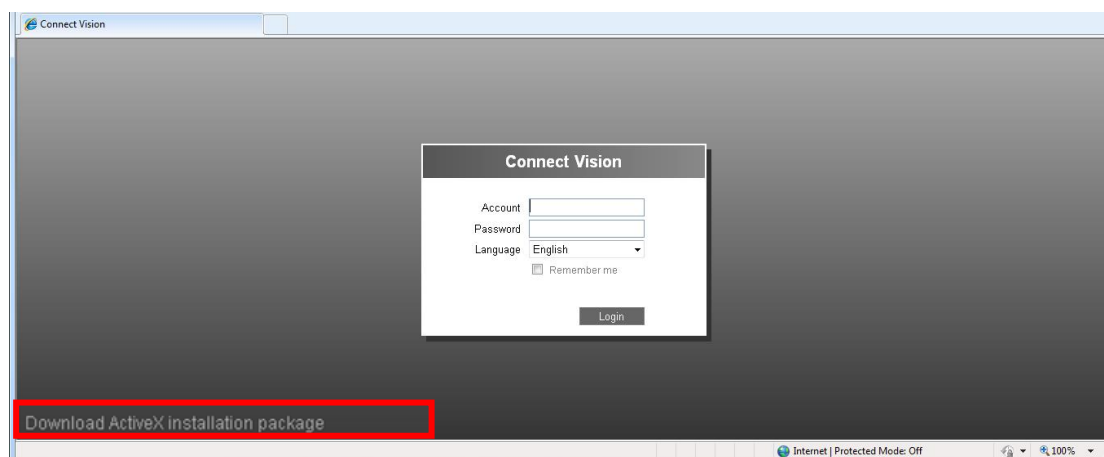 Connect Vision
Connect Vision
Account
Password
Language English
Remember me
Login
Download ActiveX installation package
Internet | Protected Mode: Off
100%